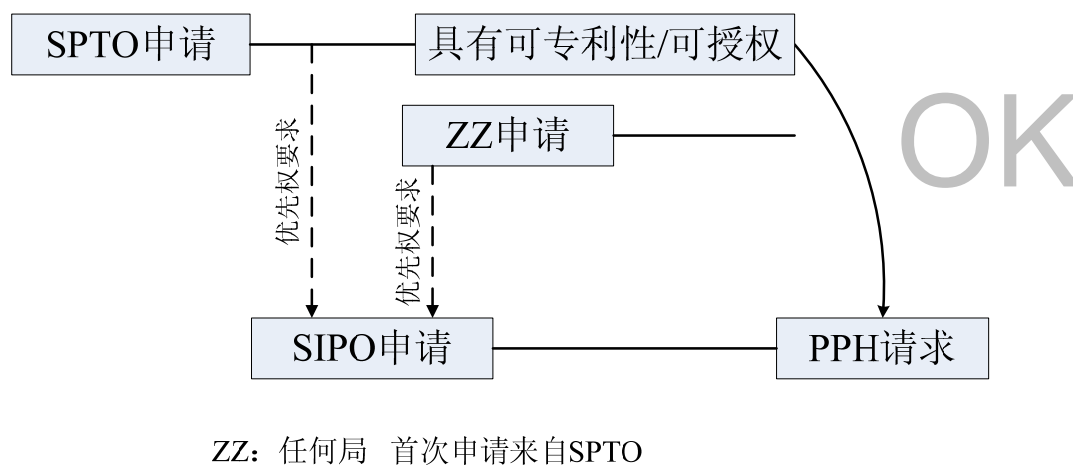 SPTO申请
具有可专利性/可授权
OK
ZZ申请
优先权要求
优先权要求
SIPO申请
PPH请求
ZZ：任何局 首次申请来自SPTO